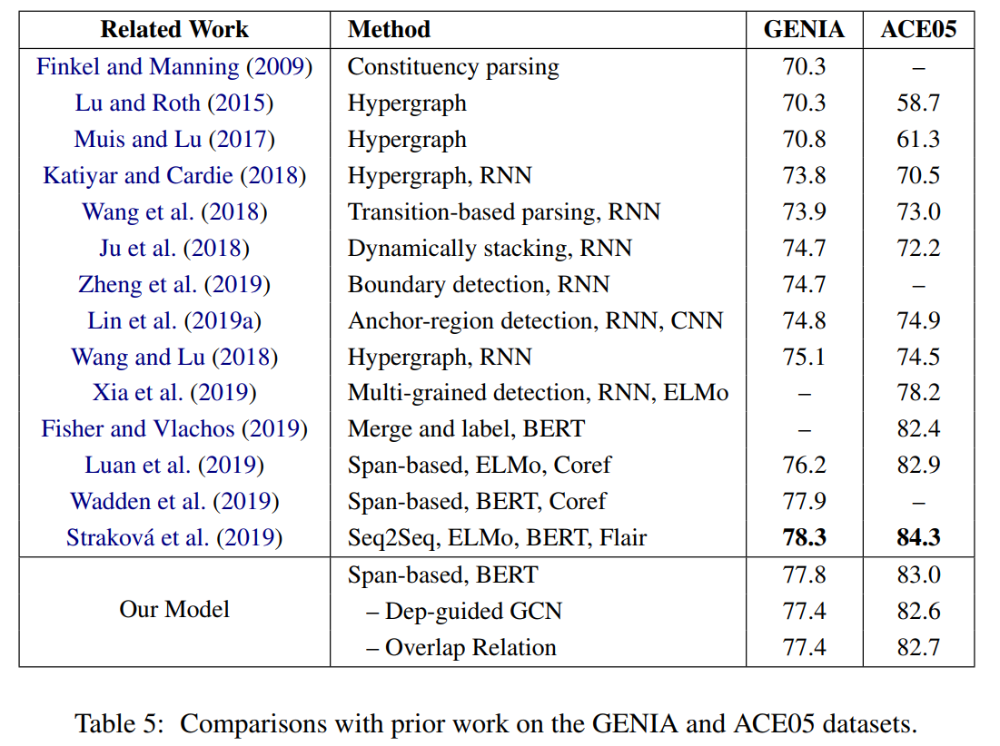 Related Work Method GENIA ACE05
Finkel and Manning (2009) Constituency parsing 70.3 –
Lu and Roth (2015) Hypergraph 70.3 58.7
Muis and Lu (2017) Hypergraph 70.8 61.3
Katiyar and Cardie (2018) Hypergraph, RNN 73.8 70.5
Wang et al. (2018) Transition-based parsing, RNN 73.9 73.0
Ju et al. (2018) Dynamically stacking, RNN 74.7 72.2
Zheng et al. (2019) Boundary detection, RNN 74.7 –
Lin et al. (2019a) Anchor-region detection, RNN, CNN 74.8 74.9
Wang and Lu (2018) Hypergraph, RNN 75.1 74.5
Xia et al. (2019) Multi-grained detection, RNN, ELMo – 78.2
Fisher and Vlachos (2019) Merge and label, BERT – 82.4
Luan et al. (2019) Span-based, ELMo, Coref 76.2 82.9
Wadden et al. (2019) Span-based, BERT, Coref 77.9 –
Straková et al. (2019) Seq2Seq, ELMo, BERT, Flair 78.3 84.3
Span-based, BERT 77.8 83.0
Our Model – Dep-guided GCN 77.4 82.6
– Overlap Relation 77.4 82.7
Table 5: Comparisons with prior work on the GENIA and ACE05 datasets.